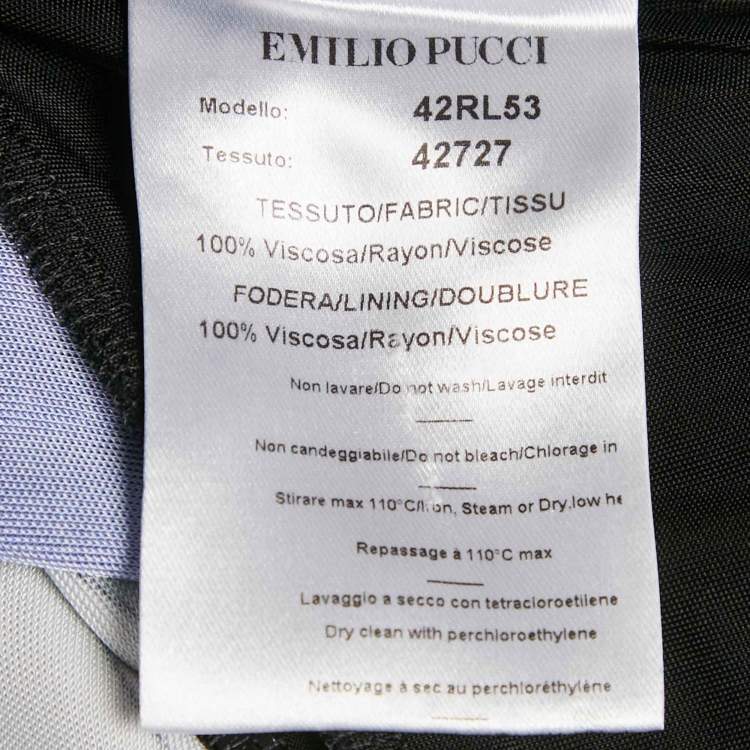 EMILIO PUCCI
Modello: 42RL53
Tessuto: 42727
TESSUTO/FABRIC/TISSU
100% Viscosa/Rayon/Viscose
FODERA/LINING/DOUBLURE
100% Viscosa/Rayon/Viscose
Non lavare/Do not wash/Lavage interdit
Non candeggiabile/Do not bleach/Chlorage in
Stirare max 110°C/Iron, Steam or Dry,low he
Repassage à 110°C max
Lavaggio a secco con tetracloroetilene
Dry clean with perchloroethylene
Nettoyage à sec au perchloréthylène